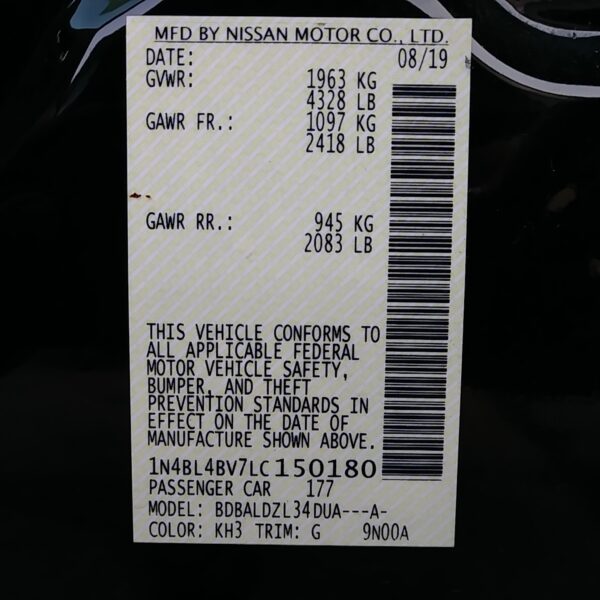 MFD BY NISSAN MOTOR CO., LTD.
DATE: 08/19
GVWR: 1963 KG
4328 LB
GAWR FR.: 1097 KG
2418 LB
GAWR RR.: 945 KG
2083 LB
THIS VEHICLE CONFORMS TO
ALL APPLICABLE FEDERAL
MOTOR VEHICLE SAFETY,
BUMPER, AND THEFT
PREVENTION STANDARDS IN
EFFECT ON THE DATE OF
MANUFACTURE SHOWN ABOVE.
1N4BL4BV7LC150180
PASSENGER CAR 177
MODEL: BDBALDZL34DUA---A-
COLOR: KH3 TRIM: G 9N00A